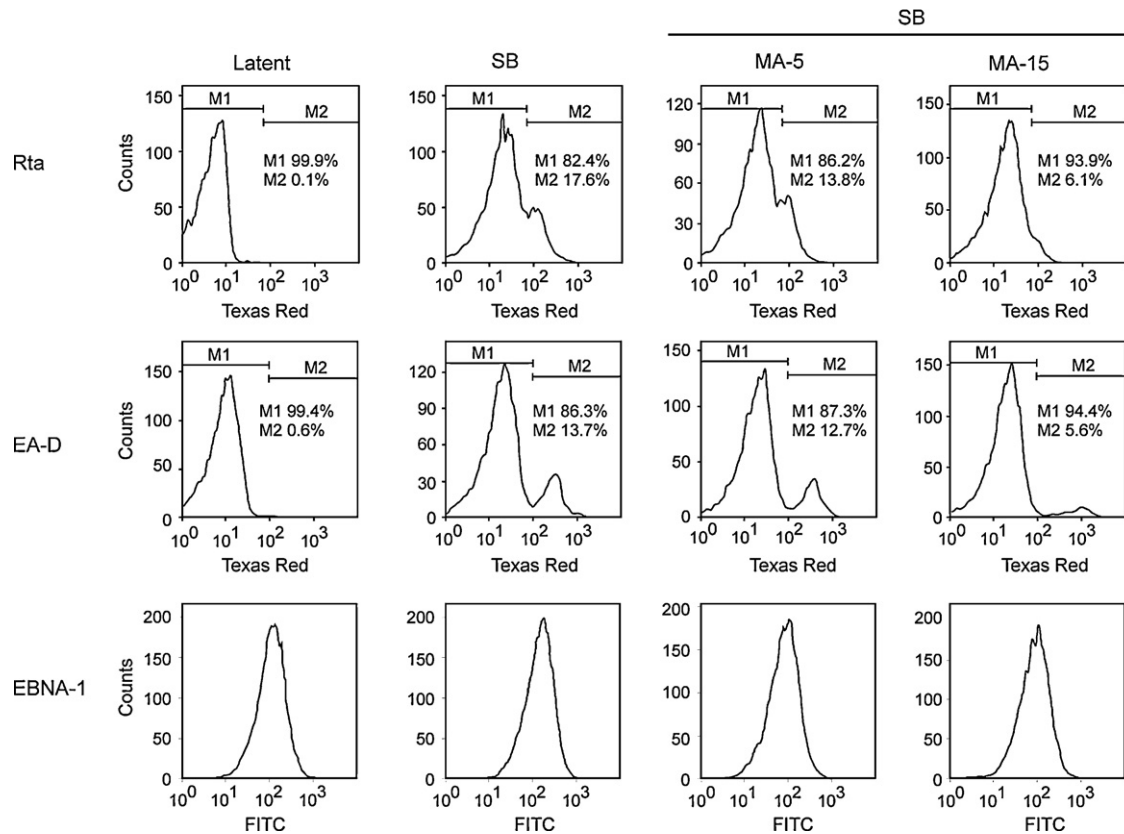 SB
Latent SB MA-5 MA-15
Rta
Counts
150
100
50
0
M1
M2
M1 99.9%
M2 0.1%
10^0 10^1 10^2 10^3
Texas Red
150
100
50
0
M1
M2
M1 82.4%
M2 17.6%
10^0 10^1 10^2 10^3
Texas Red
120
90
60
30
0
M1
M2
M1 86.2%
M2 13.8%
10^0 10^1 10^2 10^3
Texas Red
150
100
50
0
M1
M2
M1 93.9%
M2 6.1%
10^0 10^1 10^2 10^3
Texas Red
EA-D
Counts
150
100
50
0
M1
M2
M1 99.4%
M2 0.6%
10^0 10^1 10^2 10^3
Texas Red
120
90
60
30
0
M1
M2
M1 86.3%
M2 13.7%
10^0 10^1 10^2 10^3
Texas Red
150
100
50
0
M1
M2
M1 87.3%
M2 12.7%
10^0 10^1 10^2 10^3
Texas Red
150
100
50
0
M1
M2
M1 94.4%
M2 5.6%
10^0 10^1 10^2 10^3
Texas Red
EBNA-1
Counts
200
150
100
50
0
10^0 10^1 10^2 10^3
FITC
200
150
100
50
0
10^0 10^1 10^2 10^3
FITC
200
150
100
50
0
10^0 10^1 10^2 10^3
FITC
200
150
100
50
0
10^0 10^1 10^2 10^3
FITC